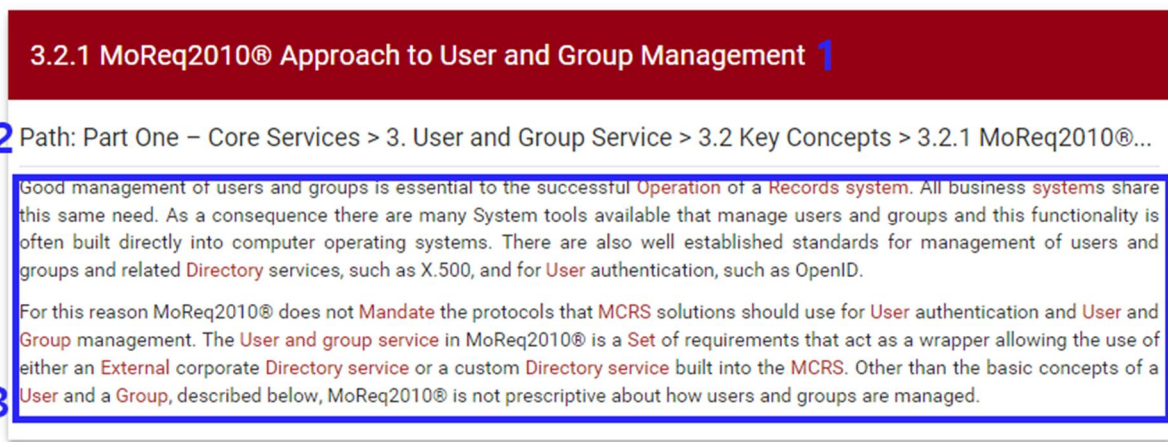 3.2.1 MoReq2010® Approach to User and Group Management 1
2 Path: Part One – Core Services > 3. User and Group Service > 3.2 Key Concepts > 3.2.1 MoReq2010®...
Good management of users and groups is essential to the successful Operation of a Records system. All business systems share
this same need. As a consequence there are many System tools available that manage users and groups and this functionality is
often built directly into computer operating systems. There are also well established standards for management of users and
groups and related Directory services, such as X.500, and for User authentication, such as OpenID.
For this reason MoReq2010® does not Mandate the protocols that MCRS solutions should use for User authentication and User and
Group management. The User and group service in MoReq2010® is a Set of requirements that act as a wrapper allowing the use of
either an External corporate Directory service or a custom Directory service built into the MCRS. Other than the basic concepts of a
3 User and a Group, described below, MoReq2010® is not prescriptive about how users and groups are managed.